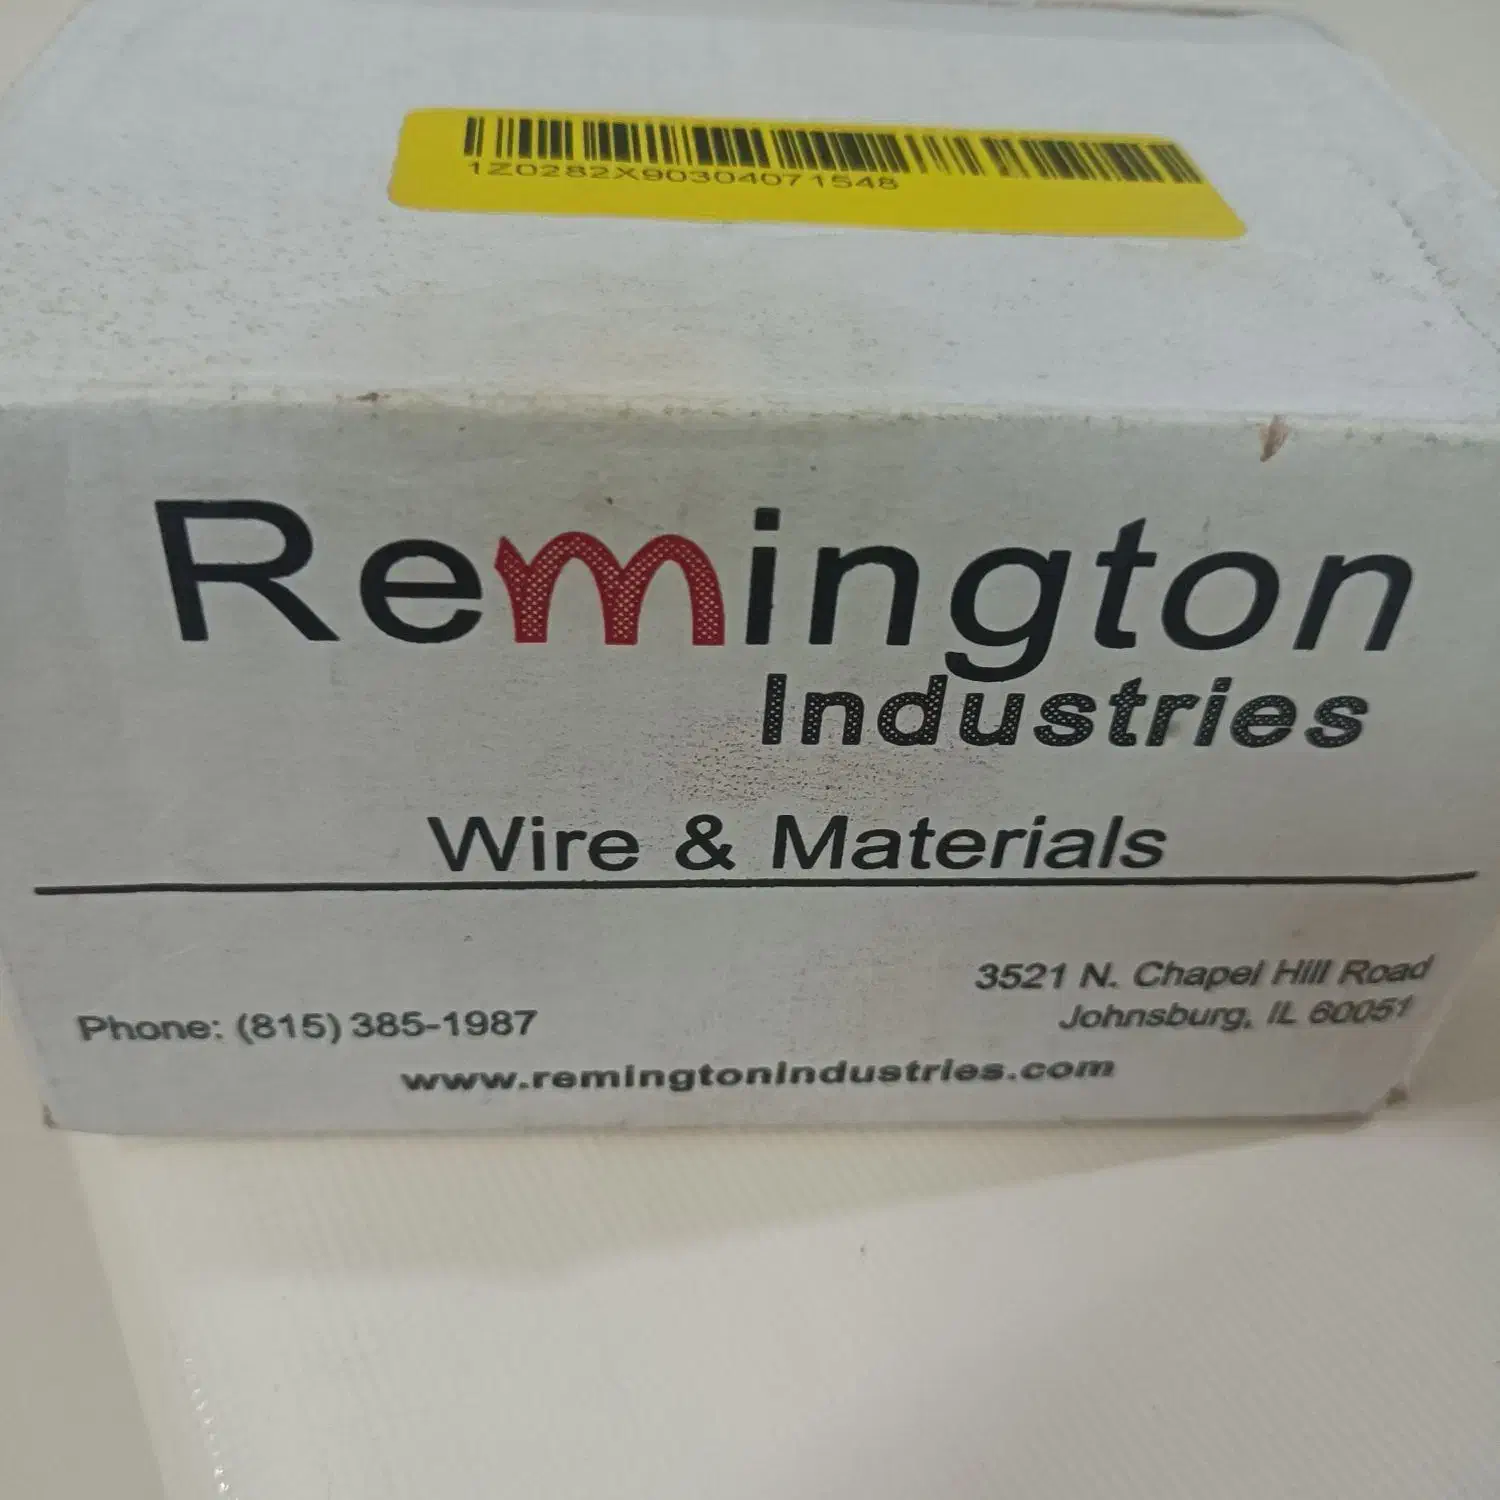 1Z0282X90304071548
Remington
Industries
Wire & Materials
3521 N. Chapel Hill Road
Phone: (815) 385-1987
Johnsburg, IL 60051
www.remingtonindustries.com